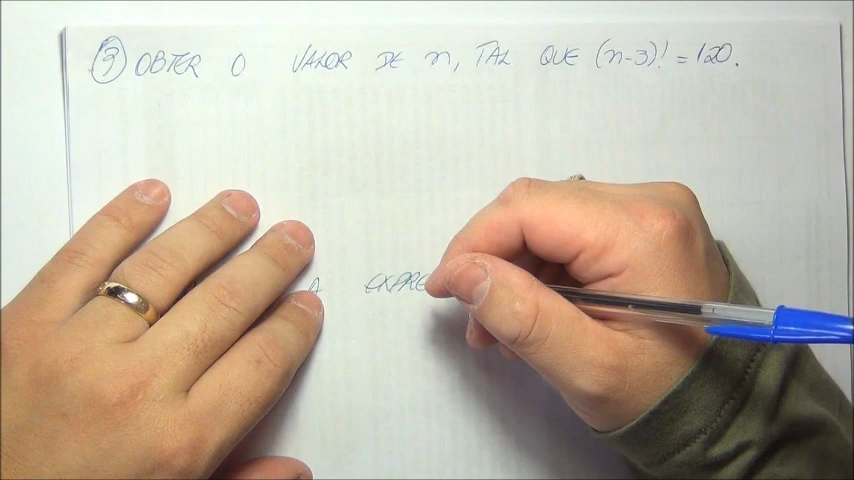 3 OBTER O VALOR DE n, TAL QUE (n-3)! = 120.
A EXPRE